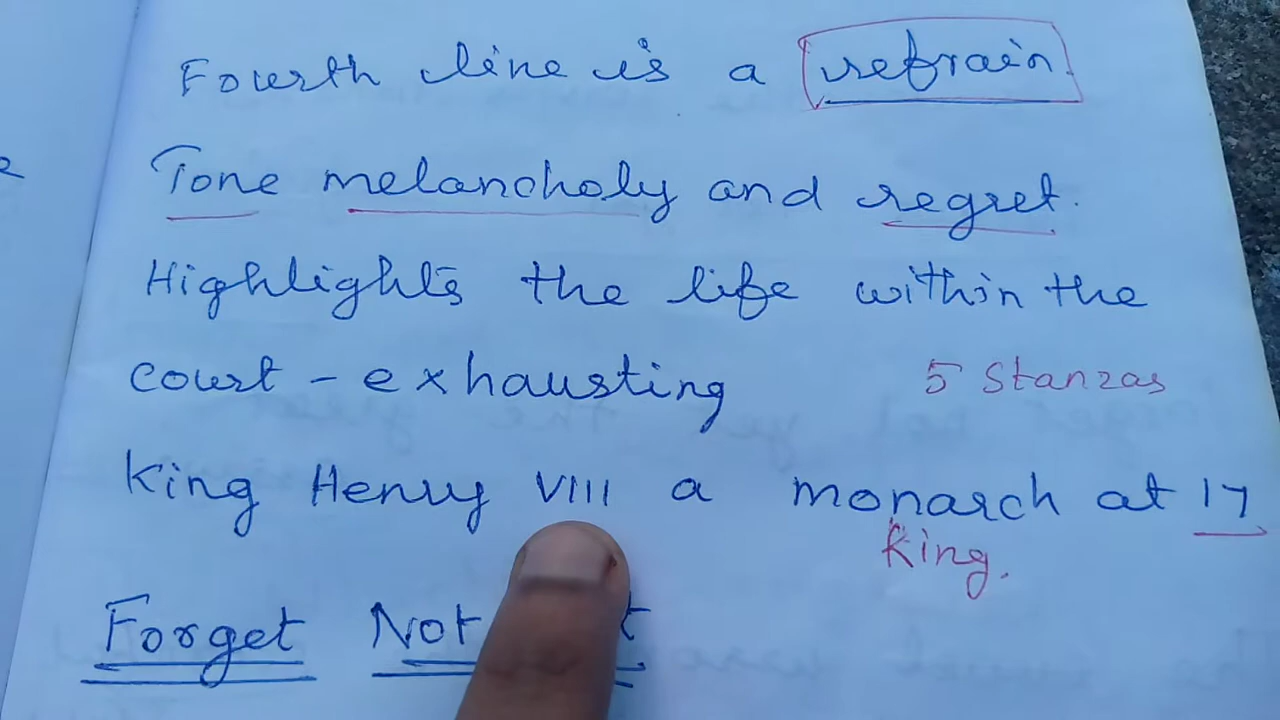 Fourth line is a refrain.
Tone melancholy and regret.
Highlights the life within the
court - exhausting
5 Stanzas
King Henry VIII a monarch at 17
King.
Forget Not